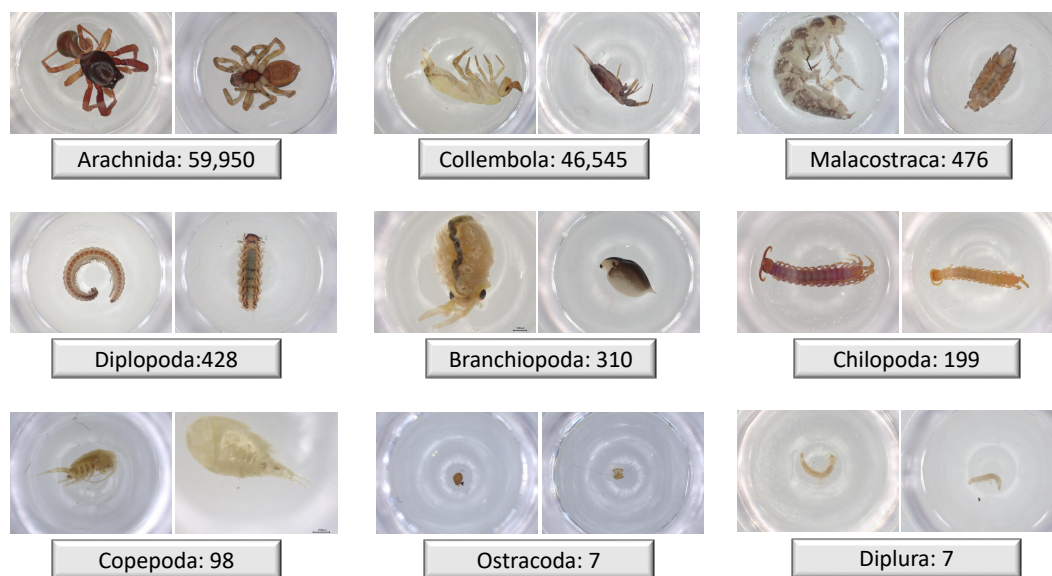 Arachnida: 59,950
Collembola: 46,545
Malacostraca: 476
Diplopoda:428
Branchiopoda: 310
Chilopoda: 199
Copepoda: 98
Ostracoda: 7
Diplura: 7